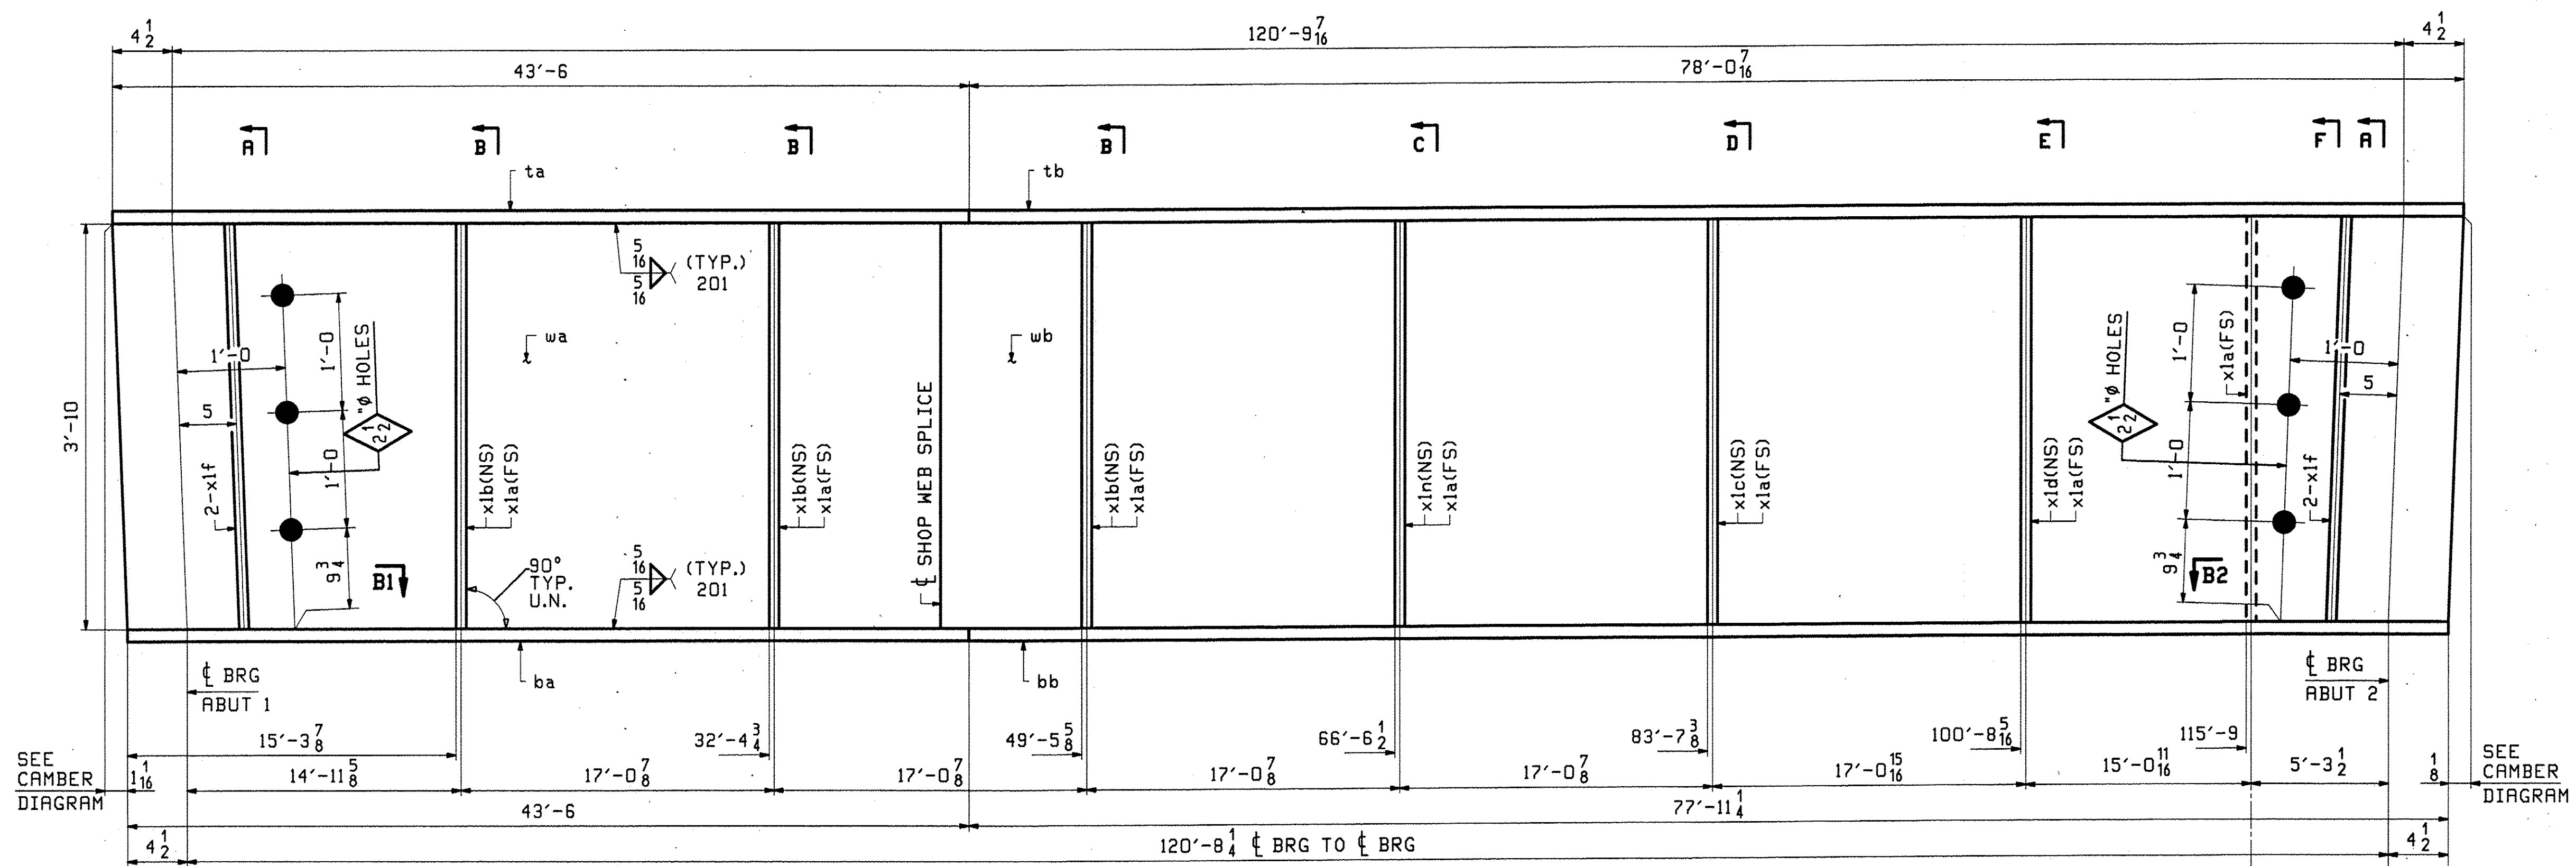 4 1/2
120′-9 7/16
4 1/2
43′-6
78′-0 7/16
A
B
B
B
C
D
E
F
A
ta
tb
5/16
5/16
(TYP.)
201
wa
wb
3′-10
1′-0
5
1′-0
1′-0
9 3/4
2 1/2
"Ø HOLES
2-x1f
B1
x1b(NS)
x1a(FS)
90°
TYP.
U.N.
5/16
5/16
(TYP.)
201
x1b(NS)
x1a(FS)
℄ SHOP WEB SPLICE
x1b(NS)
x1a(FS)
x1n(NS)
x1a(FS)
x1c(NS)
x1a(FS)
x1d(NS)
x1a(FS)
2 1/2
"Ø HOLES
1′-0
1′-0
9 3/4
x1a(FS)
B2
1′-0
5
2-x1f
℄ BRG
ABUT 1
ba
bb
℄ BRG
ABUT 2
15′-3 7/8
32′-4 3/4
49′-5 5/8
66′-6 1/2
83′-7 3/8
100′-8 5/16
115′-9
SEE
CAMBER
DIAGRAM
1 1/16
14′-11 5/8
17′-0 7/8
17′-0 7/8
17′-0 7/8
17′-0 7/8
17′-0 15/16
15′-0 11/16
5′-3 1/2
1/8
SEE
CAMBER
DIAGRAM
43′-6
77′-11 1/4
4 1/2
120′-8 1/4 ℄ BRG TO ℄ BRG
4 1/2